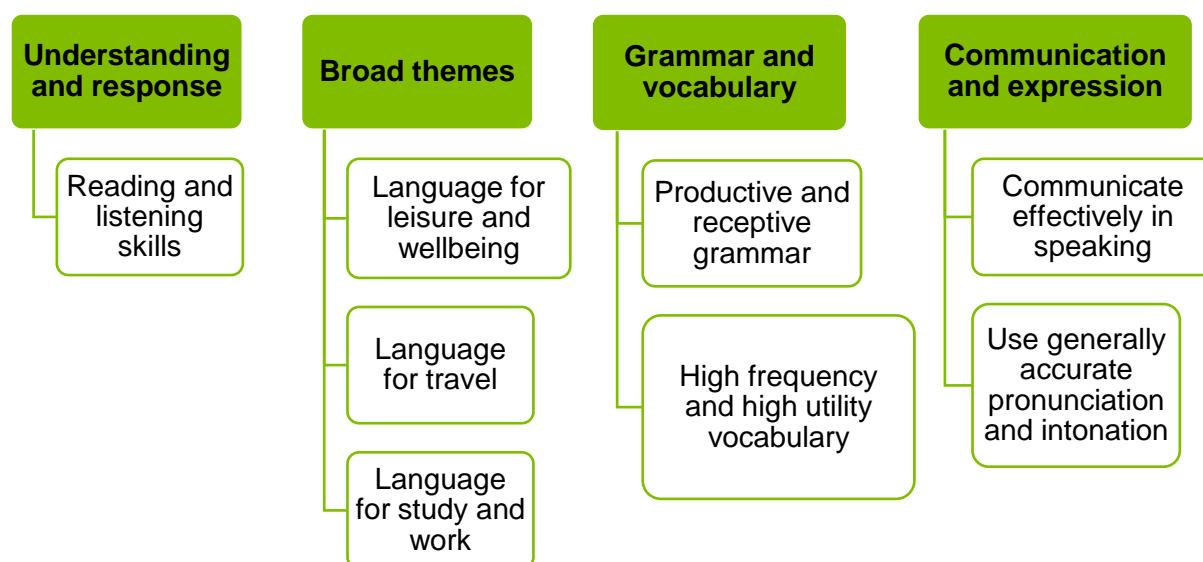 Understanding
and response
Reading and
listening
skills
Broad themes
Language for
leisure and
wellbeing
Language
for travel
Language
for study and
work
Grammar and
vocabulary
Productive and
receptive
grammar
High frequency
and high utility
vocabulary
Communication
and expression
Communicate
effectively in
speaking
Use generally
accurate
pronunciation
and intonation